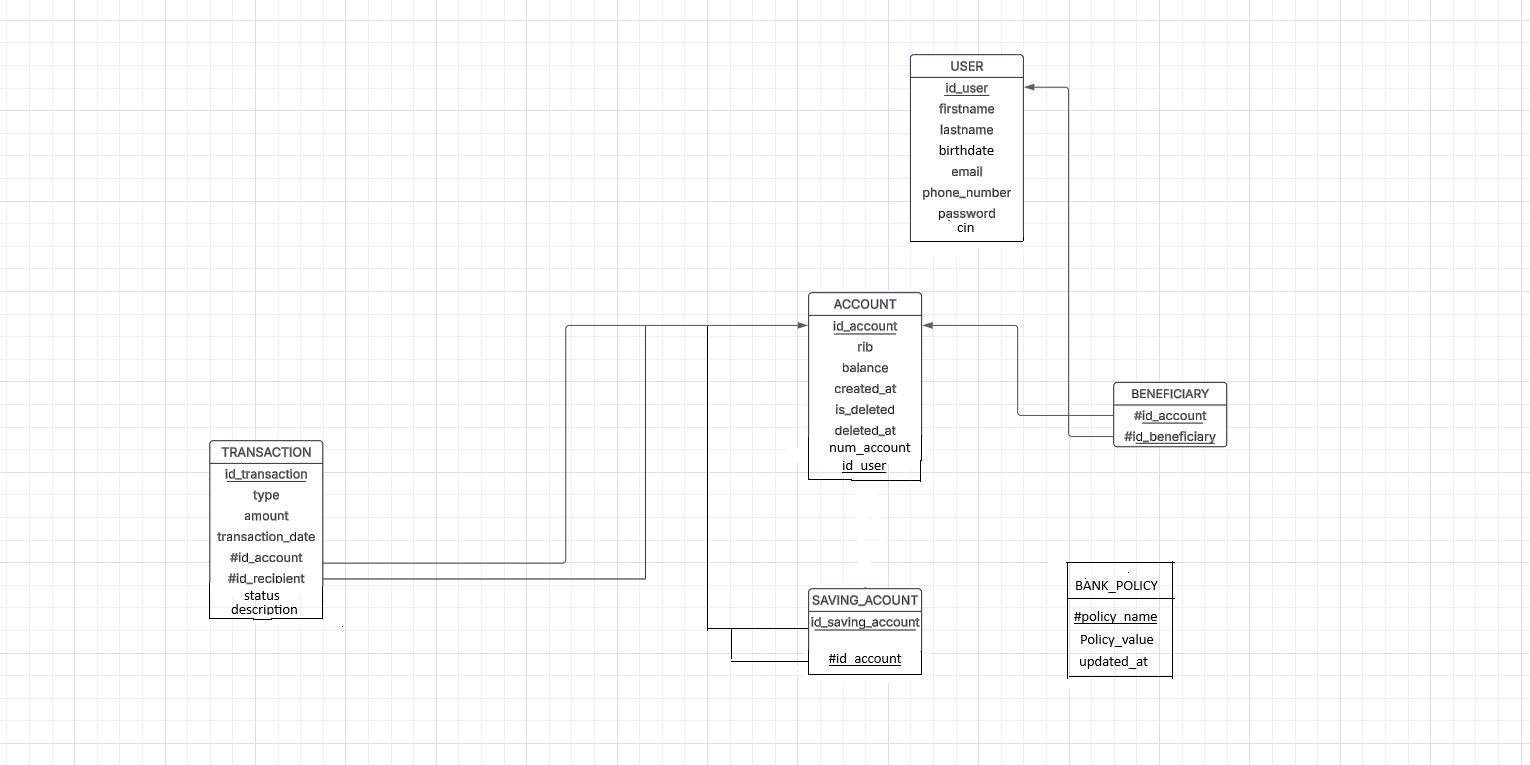 USER
id_user
firstname
lastname
birthdate
email
phone_number
password
cin
ACCOUNT
id_account
rib
balance
created_at
is_deleted
deleted_at
num_account
id_user
BENEFICIARY
#id_account
#id_beneficiary
TRANSACTION
id_transaction
type
amount
transaction_date
#id_account
#id_recipient
status
description
SAVING_ACOUNT
id_saving_account
#id_account
BANK_POLICY
#policy_name
Policy_value
updated_at